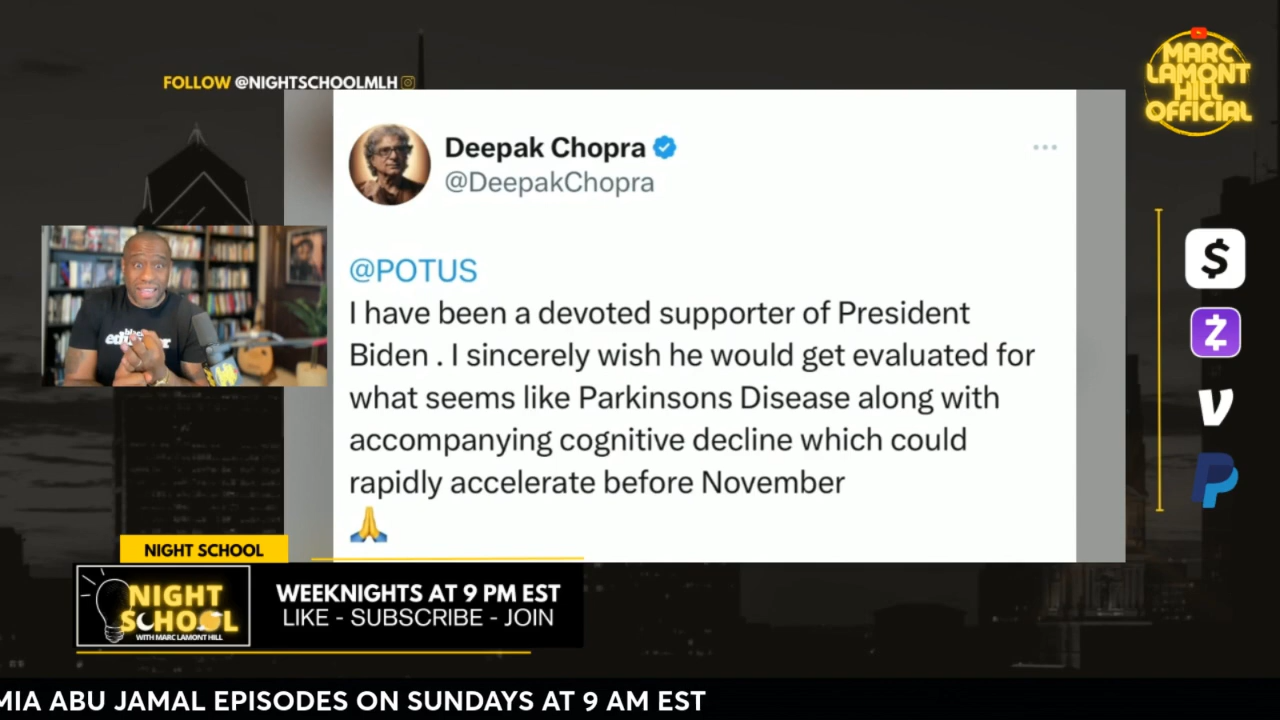 FOLLOW @NIGHTSCHOOLMLH
MARC
LAMONT
HILL
OFFICIAL
Deepak Chopra
@DeepakChopra
@POTUS
I have been a devoted supporter of President
Biden . I sincerely wish he would get evaluated for
what seems like Parkinsons Disease along with
accompanying cognitive decline which could
rapidly accelerate before November
🙏
NIGHT SCHOOL
NIGHT
SCHOOL
WITH MARC LAMONT HILL
WEEKNIGHTS AT 9 PM EST
LIKE - SUBSCRIBE - JOIN
MIA ABU JAMAL EPISODES ON SUNDAYS AT 9 AM EST